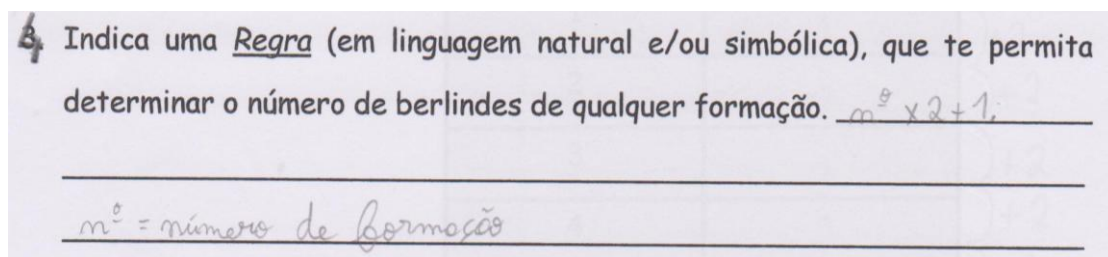 4. Indica uma Regra (em linguagem natural e/ou simbólica), que te permita
determinar o número de berlindes de qualquer formação. nº x 2 + 1.
nº = número de formação